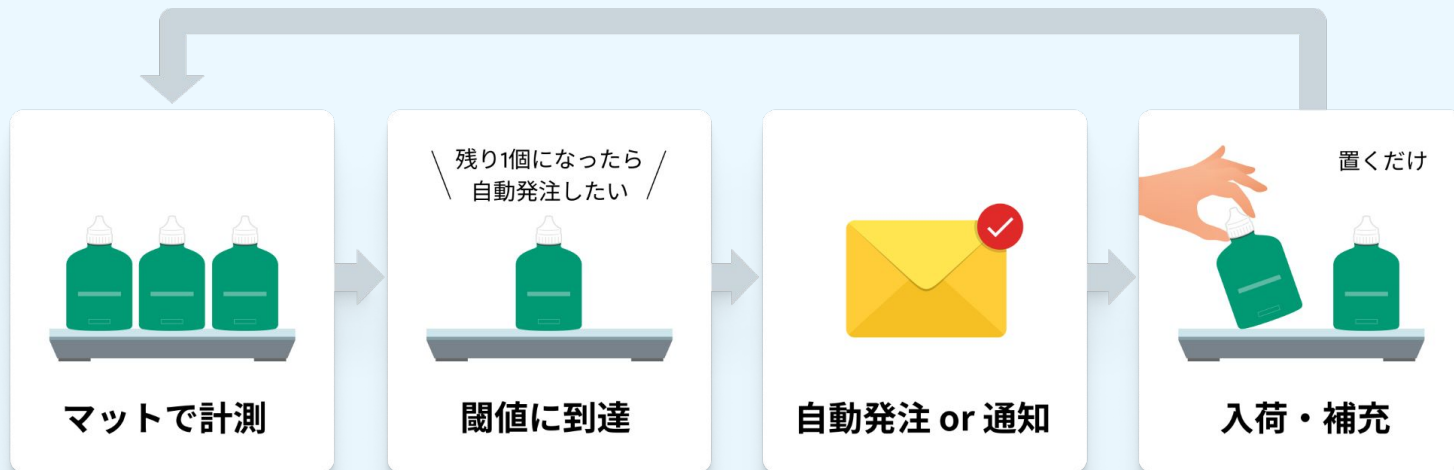 マットで計測
残り1個になったら
自動発注したい
閾値に到達
自動発注 or 通知
置くだけ
入荷・補充